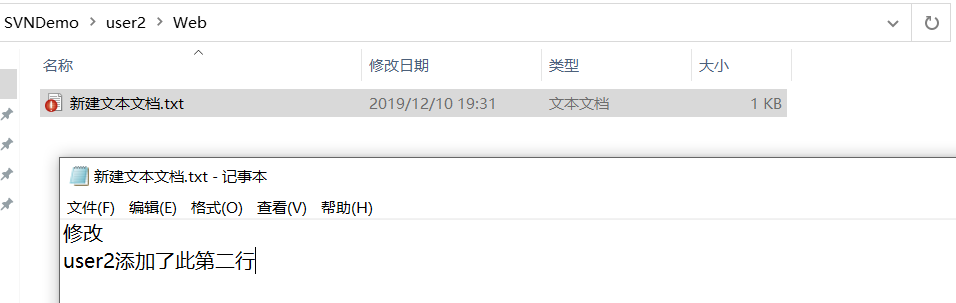 SVNDemo > user2 > Web
名称 修改日期 类型 大小
新建文本文档.txt 2019/12/10 19:31 文本文档 1 KB
新建文本文档.txt - 记事本
文件(F) 编辑(E) 格式(O) 查看(V) 帮助(H)
修改
user2添加了此第二行